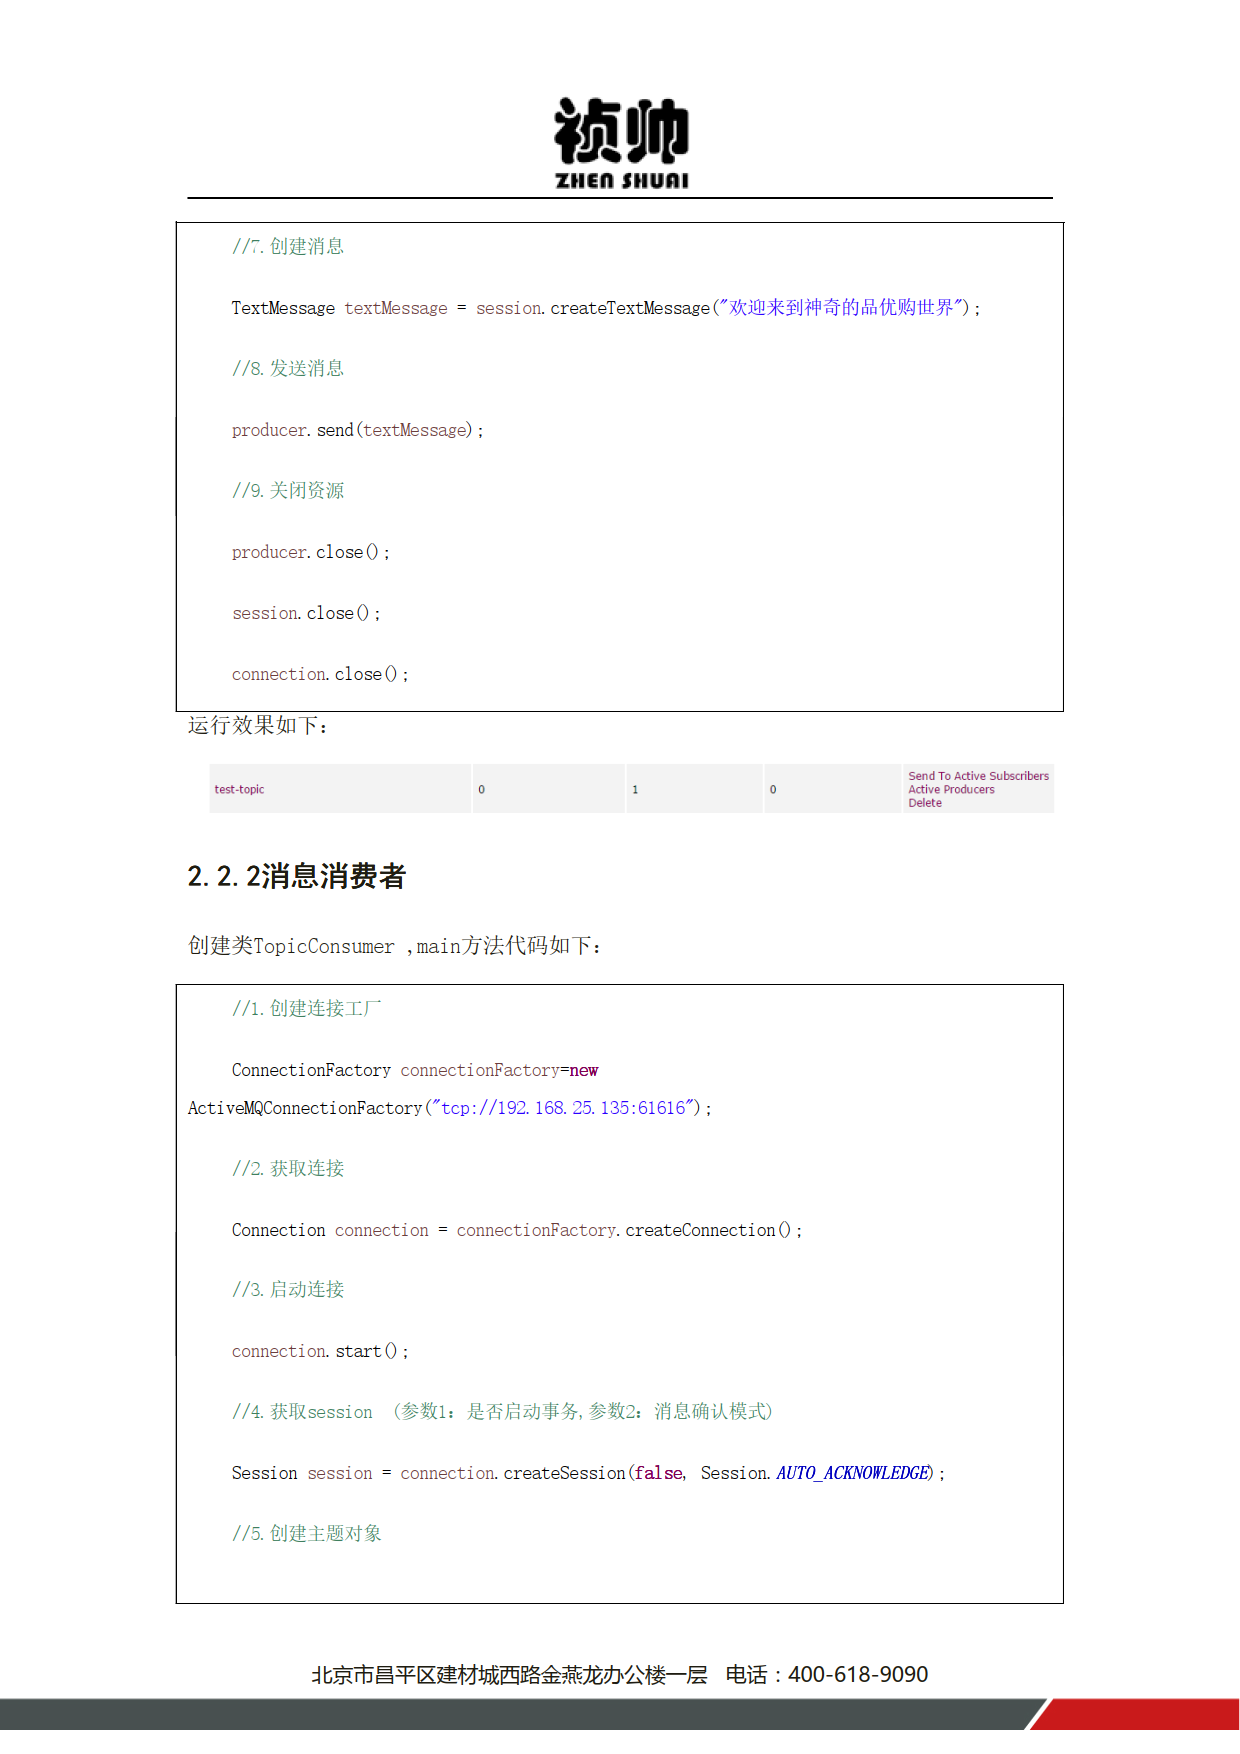 祯帅
ZHEN SHUAI
//7.创建消息
TextMessage textMessage = session.createTextMessage("欢迎来到神奇的品优购世界");
//8.发送消息
producer.send(textMessage);
//9.关闭资源
producer.close();
session.close();
connection.close();
运行效果如下：
test-topic 0 1 0 Send To Active Subscribers
Active Producers
Delete
2.2.2消息消费者
创建类TopicConsumer ,main方法代码如下：
//1.创建连接工厂
ConnectionFactory connectionFactory=new
ActiveMQConnectionFactory("tcp://192.168.25.135:61616");
//2.获取连接
Connection connection = connectionFactory.createConnection();
//3.启动连接
connection.start();
//4.获取session （参数1：是否启动事务,参数2：消息确认模式）
Session session = connection.createSession(false, Session.AUTO_ACKNOWLEDGE);
//5.创建主题对象
北京市昌平区建材城西路金燕龙办公楼一层 电话：400-618-9090